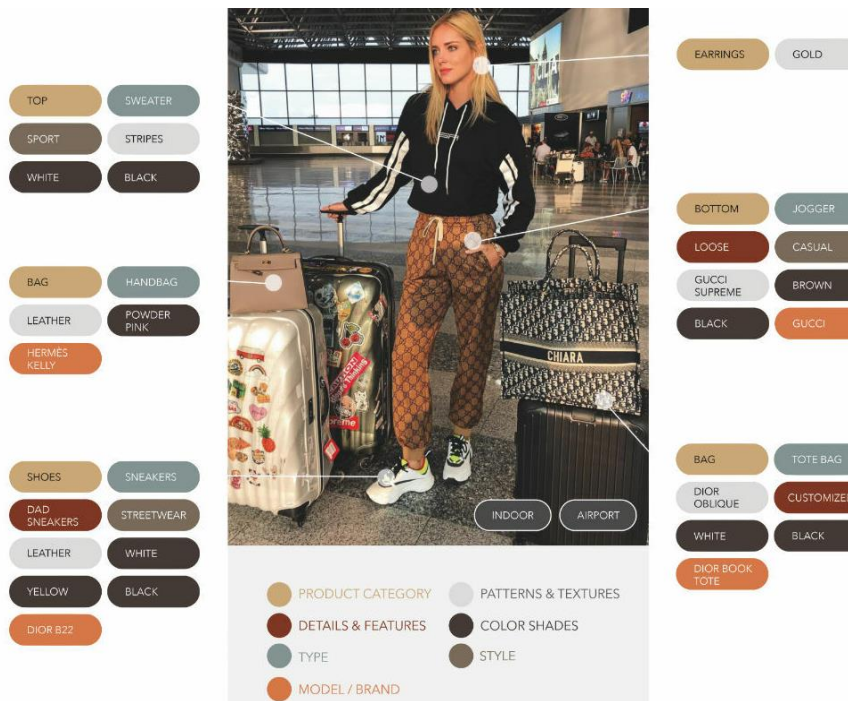 TOP
SWEATER
SPORT
STRIPES
WHITE
BLACK
BAG
HANDBAG
LEATHER
POWDER
PINK
HERMÈS
KELLY
SHOES
SNEAKERS
DAD
SNEAKERS
STREETWEAR
LEATHER
WHITE
YELLOW
BLACK
DIOR B22
CHIARA
INDOOR
AIRPORT
PRODUCT CATEGORY
PATTERNS & TEXTURES
DETAILS & FEATURES
COLOR SHADES
TYPE
STYLE
MODEL / BRAND
EARRINGS
GOLD
BOTTOM
JOGGER
LOOSE
CASUAL
GUCCI
SUPREME
BROWN
BLACK
GUCCI
BAG
TOTE BAG
DIOR
OBLIQUE
CUSTOMIZED
WHITE
BLACK
DIOR BOOK
TOTE